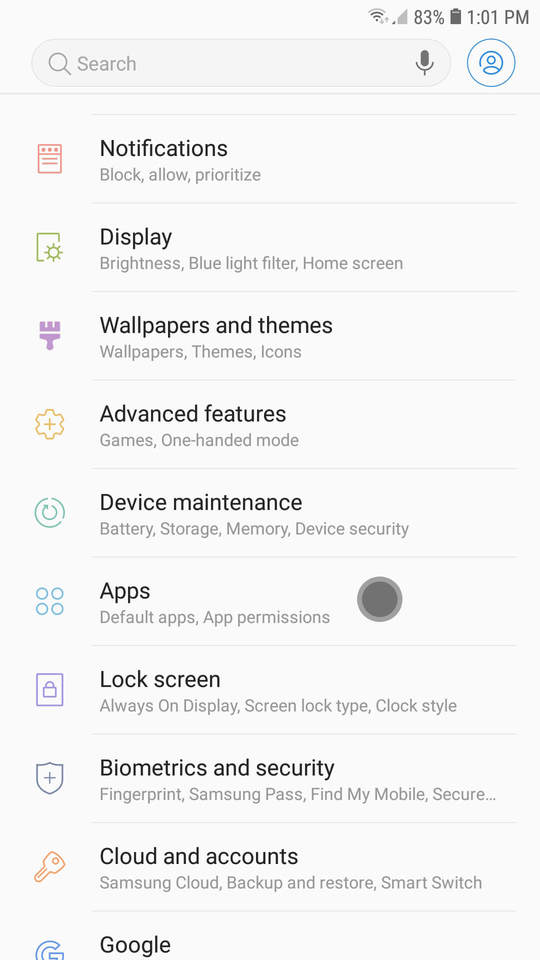 83% 1:01 PM
Search
Notifications
Block, allow, prioritize
Display
Brightness, Blue light filter, Home screen
Wallpapers and themes
Wallpapers, Themes, Icons
Advanced features
Games, One-handed mode
Device maintenance
Battery, Storage, Memory, Device security
Apps
Default apps, App permissions
Lock screen
Always On Display, Screen lock type, Clock style
Biometrics and security
Fingerprint, Samsung Pass, Find My Mobile, Secure...
Cloud and accounts
Samsung Cloud, Backup and restore, Smart Switch
Google